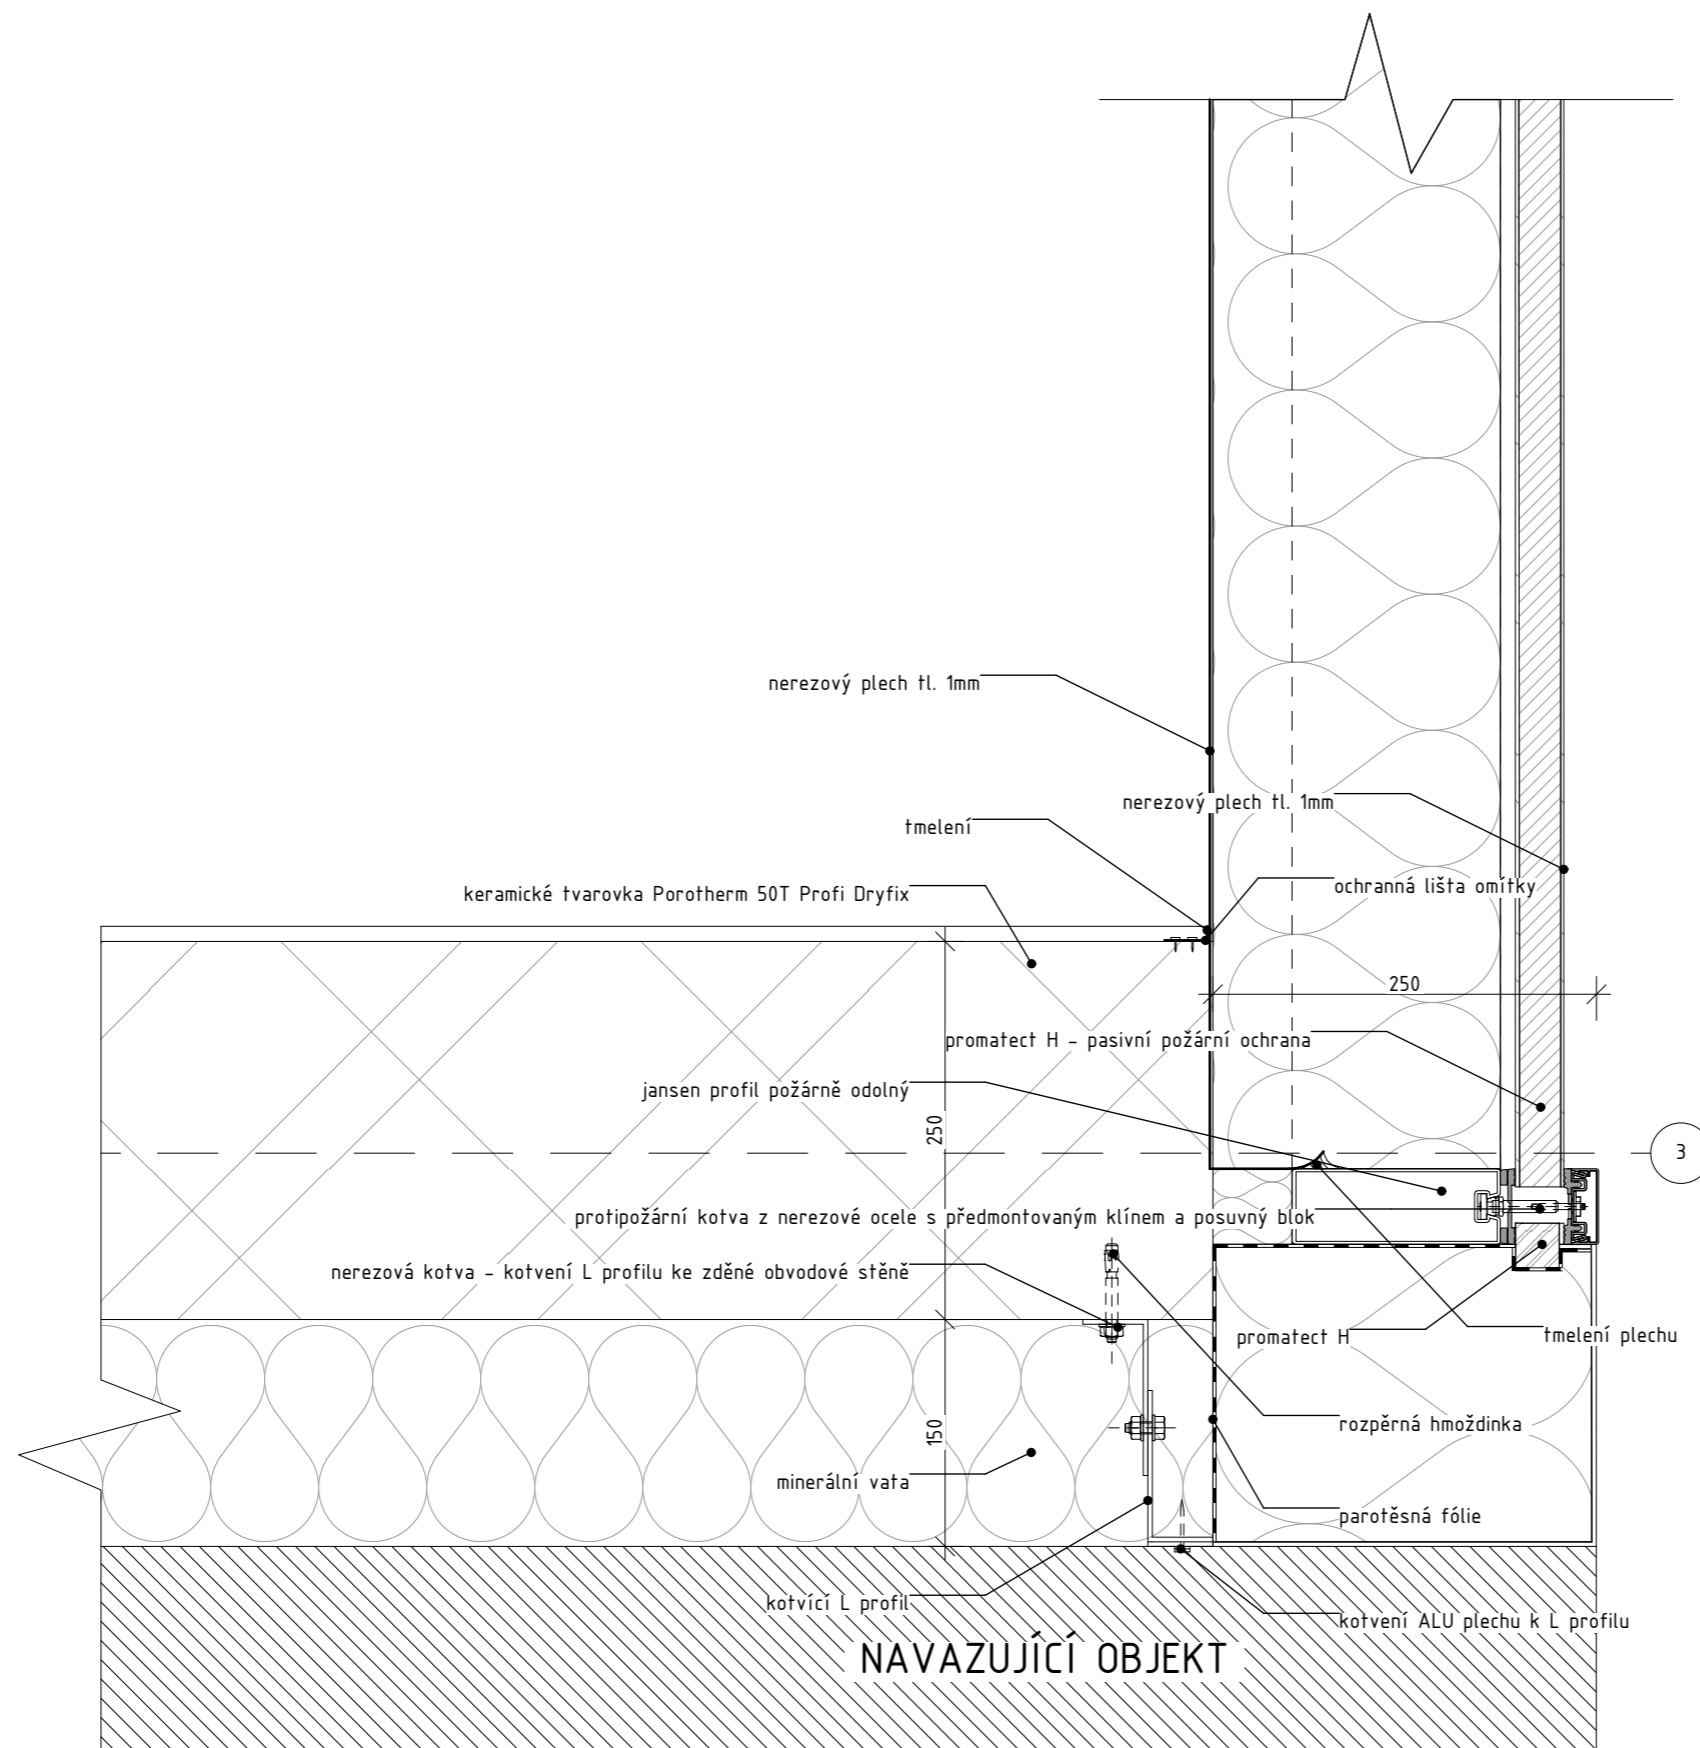 nerezový plech tl. 1mm
nerezový plech tl. 1mm
tmelení
keramické tvarovka Porotherm 50T Profi Dryfix
ochranná lišta omítky
250
promatect H - pasivní požární ochrana
jansen profil požárně odolný
250
3
protipožární kotva z nerezové ocele s předmontovaným klínem a posuvný blok
nerezová kotva - kotvení L profilu ke zděné obvodové stěně
promatect H
tmelení plechu
rozpěrná hmoždinka
150
minerální vata
parotěsná fólie
kotvící L profil
kotvení ALU plechu k L profilu
NAVAZUJÍCÍ OBJEKT